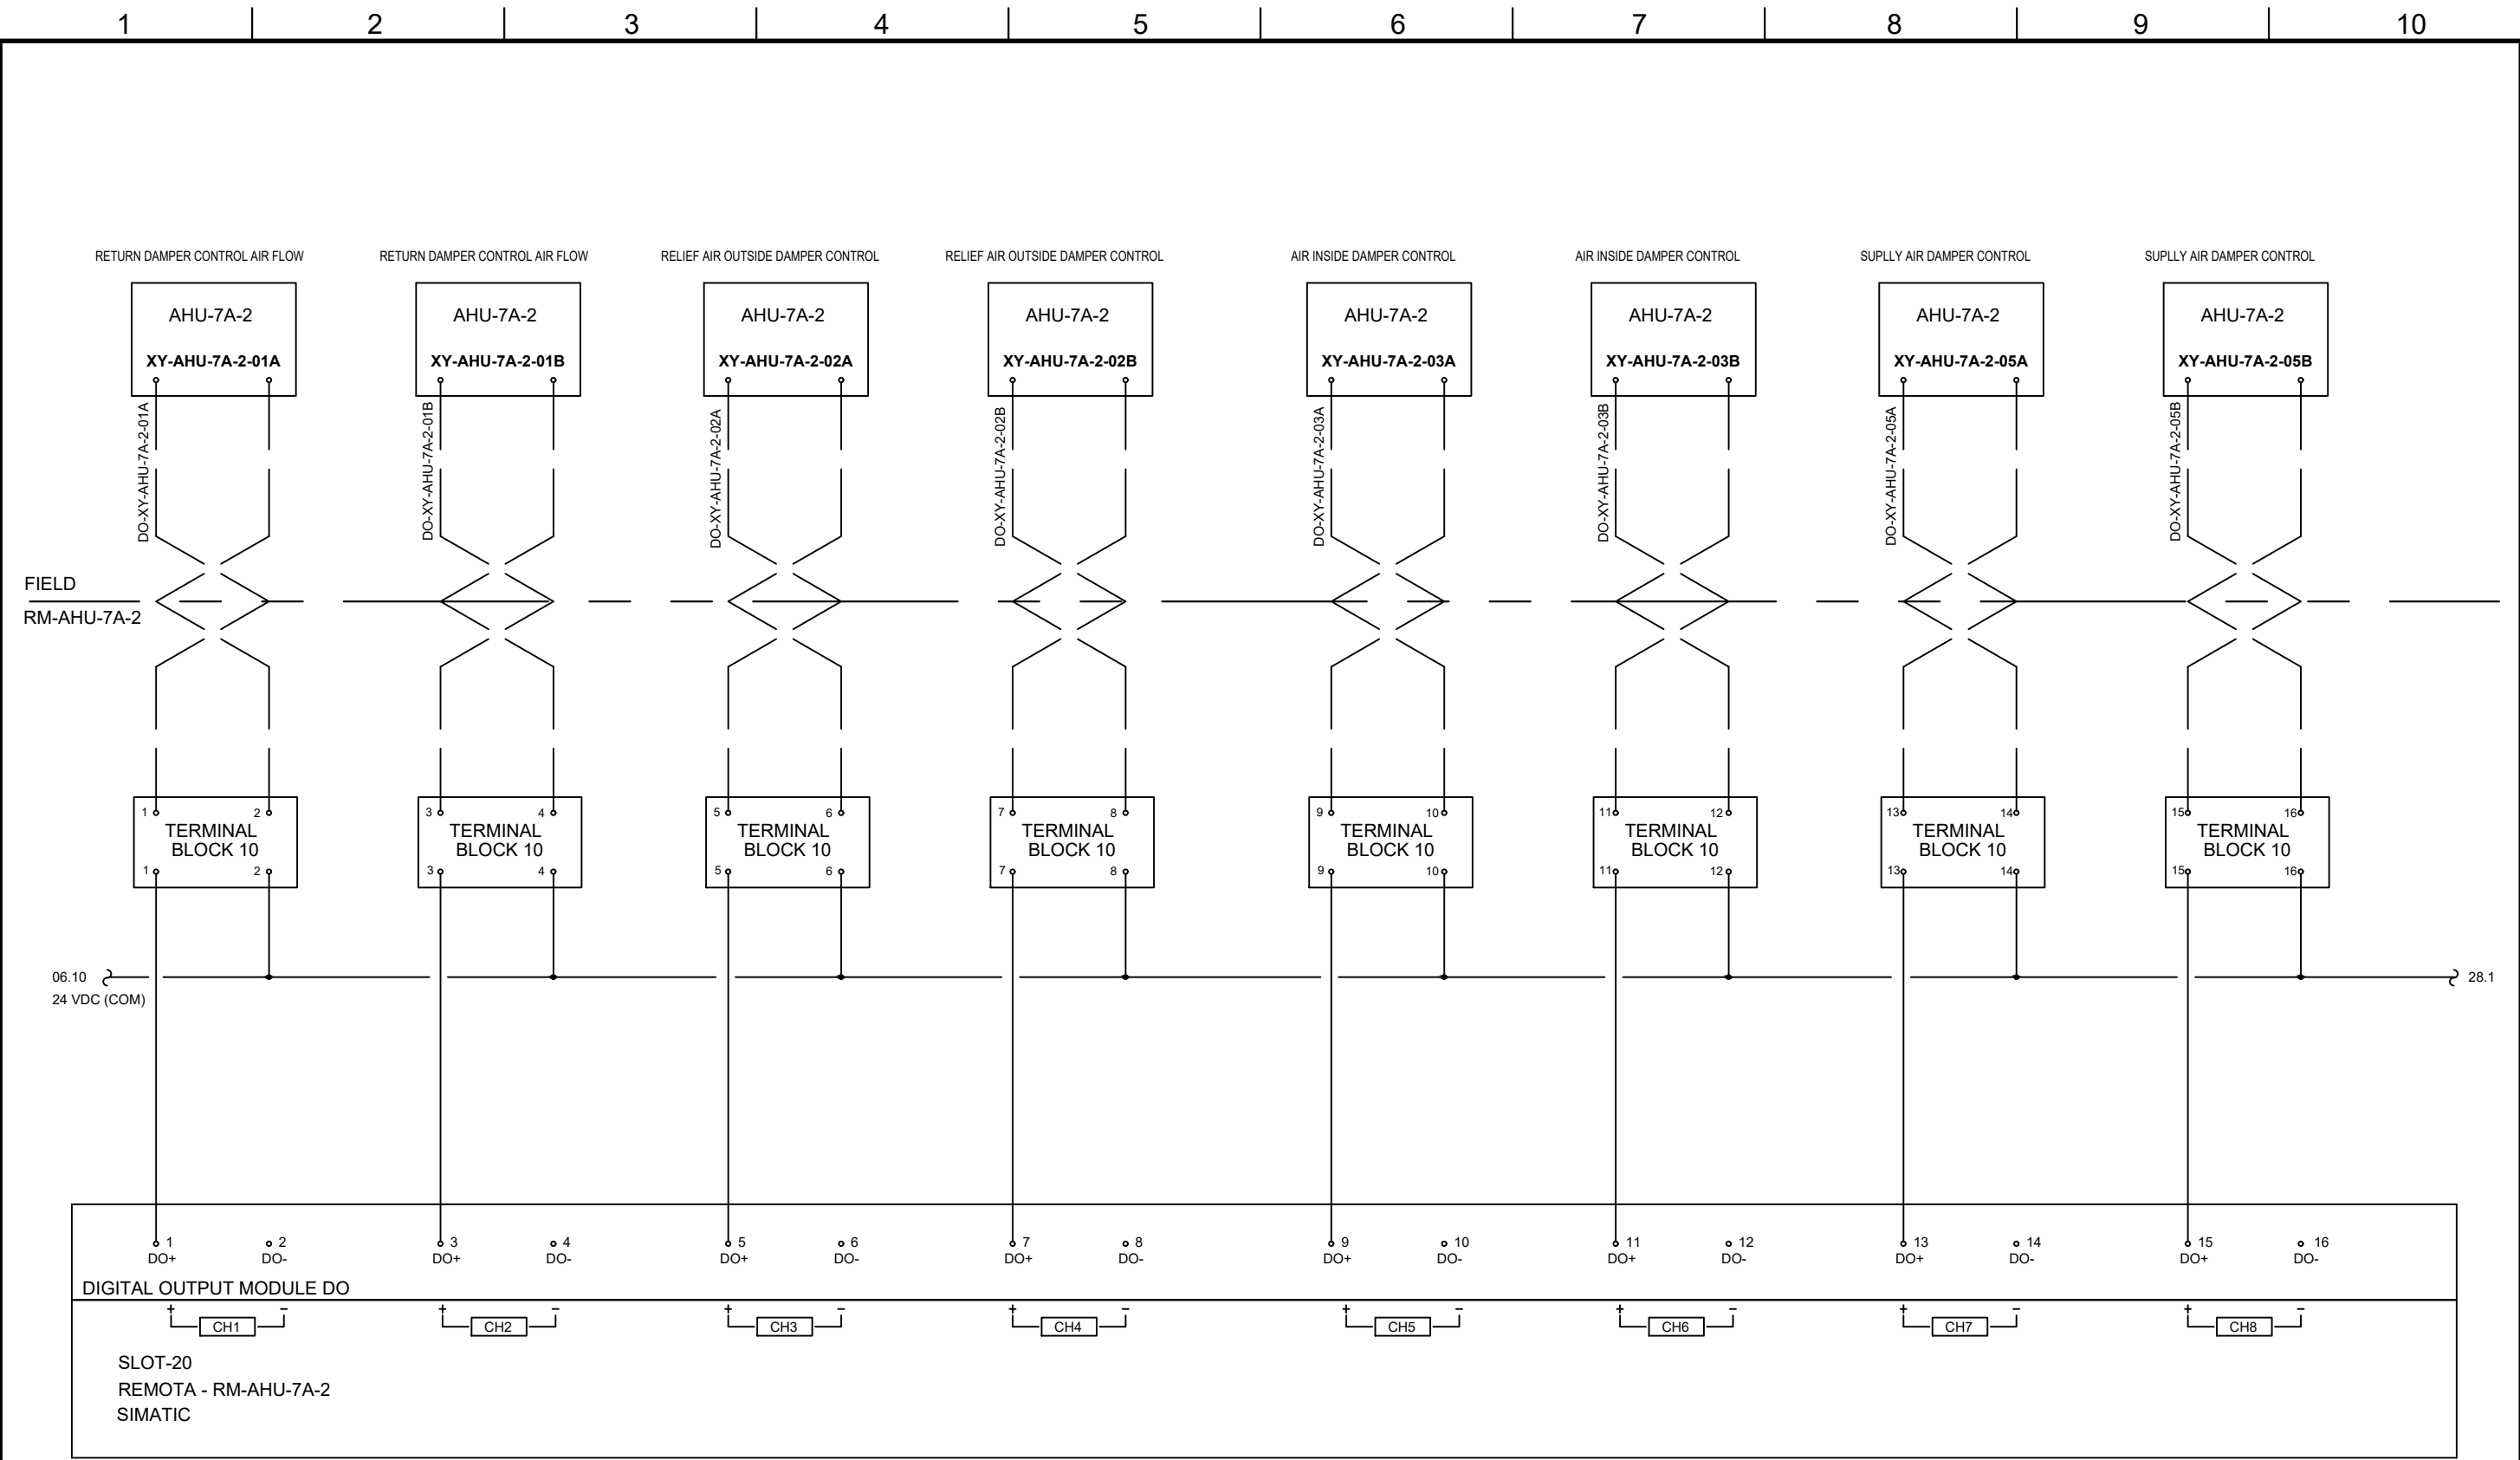 1 2 3 4 5 6 7 8 9 10
RETURN DAMPER CONTROL AIR FLOW RETURN DAMPER CONTROL AIR FLOW RELIEF AIR OUTSIDE DAMPER CONTROL RELIEF AIR OUTSIDE DAMPER CONTROL AIR INSIDE DAMPER CONTROL AIR INSIDE DAMPER CONTROL SUPLLY AIR DAMPER CONTROL SUPLLY AIR DAMPER CONTROL
AHU-7A-2 AHU-7A-2 AHU-7A-2 AHU-7A-2 AHU-7A-2 AHU-7A-2 AHU-7A-2 AHU-7A-2
XY-AHU-7A-2-01A XY-AHU-7A-2-01B XY-AHU-7A-2-02A XY-AHU-7A-2-02B XY-AHU-7A-2-03A XY-AHU-7A-2-03B XY-AHU-7A-2-05A XY-AHU-7A-2-05B
DO-XY-AHU-7A-2-01A
DO-XY-AHU-7A-2-01B
DO-XY-AHU-7A-2-02A
DO-XY-AHU-7A-2-02B
DO-XY-AHU-7A-2-03A
DO-XY-AHU-7A-2-03B
DO-XY-AHU-7A-2-05A
DO-XY-AHU-7A-2-05B
FIELD
RM-AHU-7A-2
1 2 3 4 5 6 7 8 9 10 11 12 13 14 15 16
TERMINAL TERMINAL TERMINAL TERMINAL TERMINAL TERMINAL TERMINAL TERMINAL
BLOCK 10 BLOCK 10 BLOCK 10 BLOCK 10 BLOCK 10 BLOCK 10 BLOCK 10 BLOCK 10
1 2 3 4 5 6 7 8 9 10 11 12 13 14 15 16
06.10 28.1
24 VDC (COM)
1 2 3 4 5 6 7 8 9 10 11 12 13 14 15 16
DO+ DO- DO+ DO- DO+ DO- DO+ DO- DO+ DO- DO+ DO- DO+ DO- DO+ DO-
DIGITAL OUTPUT MODULE DO
+ - + - + - + - + - + - + - + -
CH1 CH2 CH3 CH4 CH5 CH6 CH7 CH8
SLOT-20
REMOTA - RM-AHU-7A-2
SIMATIC